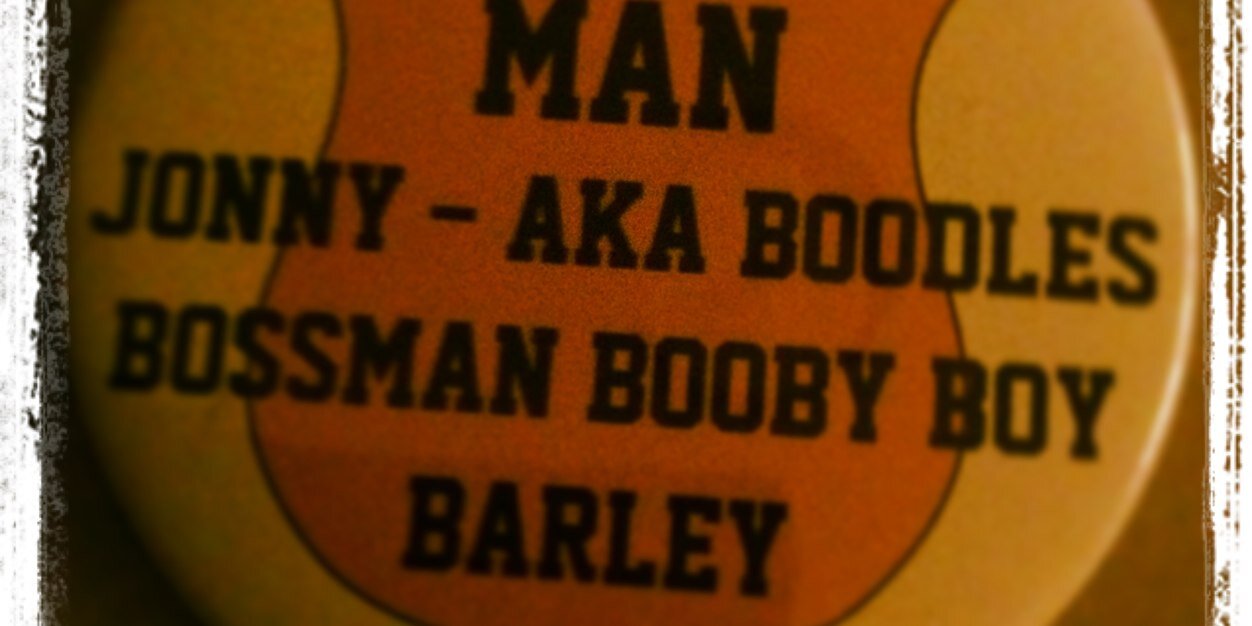 MAN
JONNY - AKA BOODLES
BOSSMAN BOOBY BOY
BARLEY